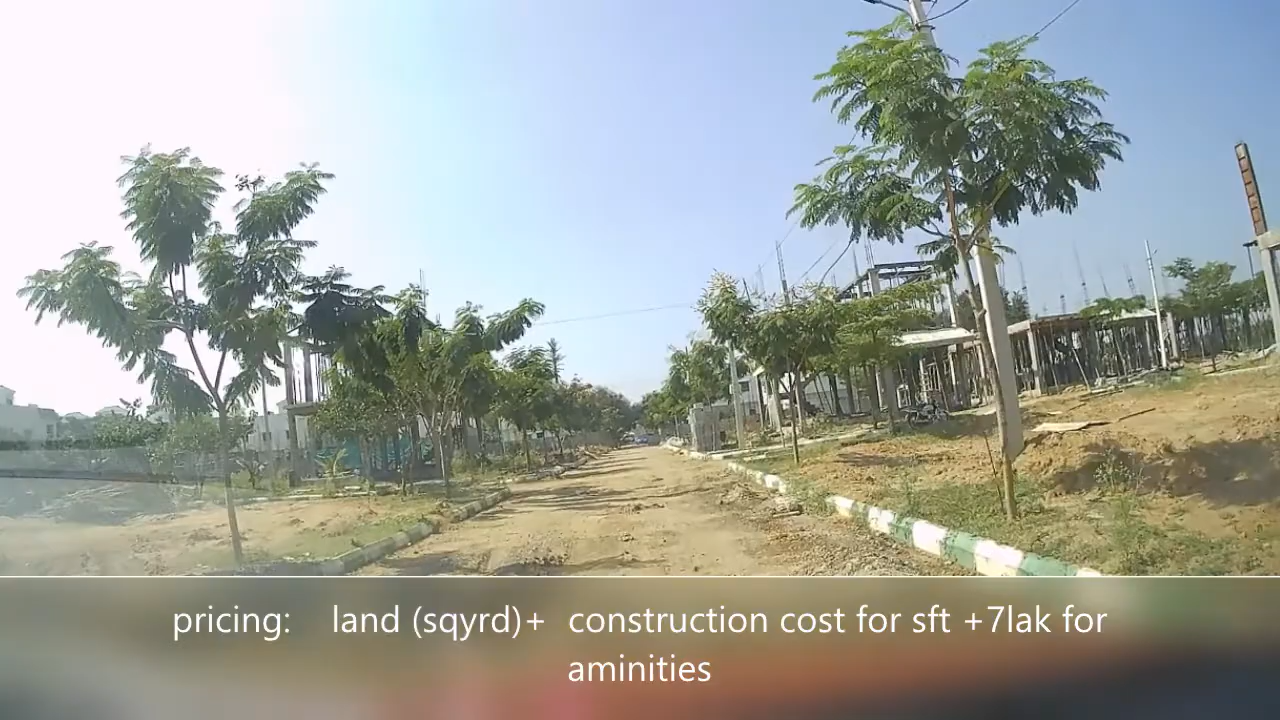 pricing: land (sqyrd)+ construction cost for sft +7lak for
aminities